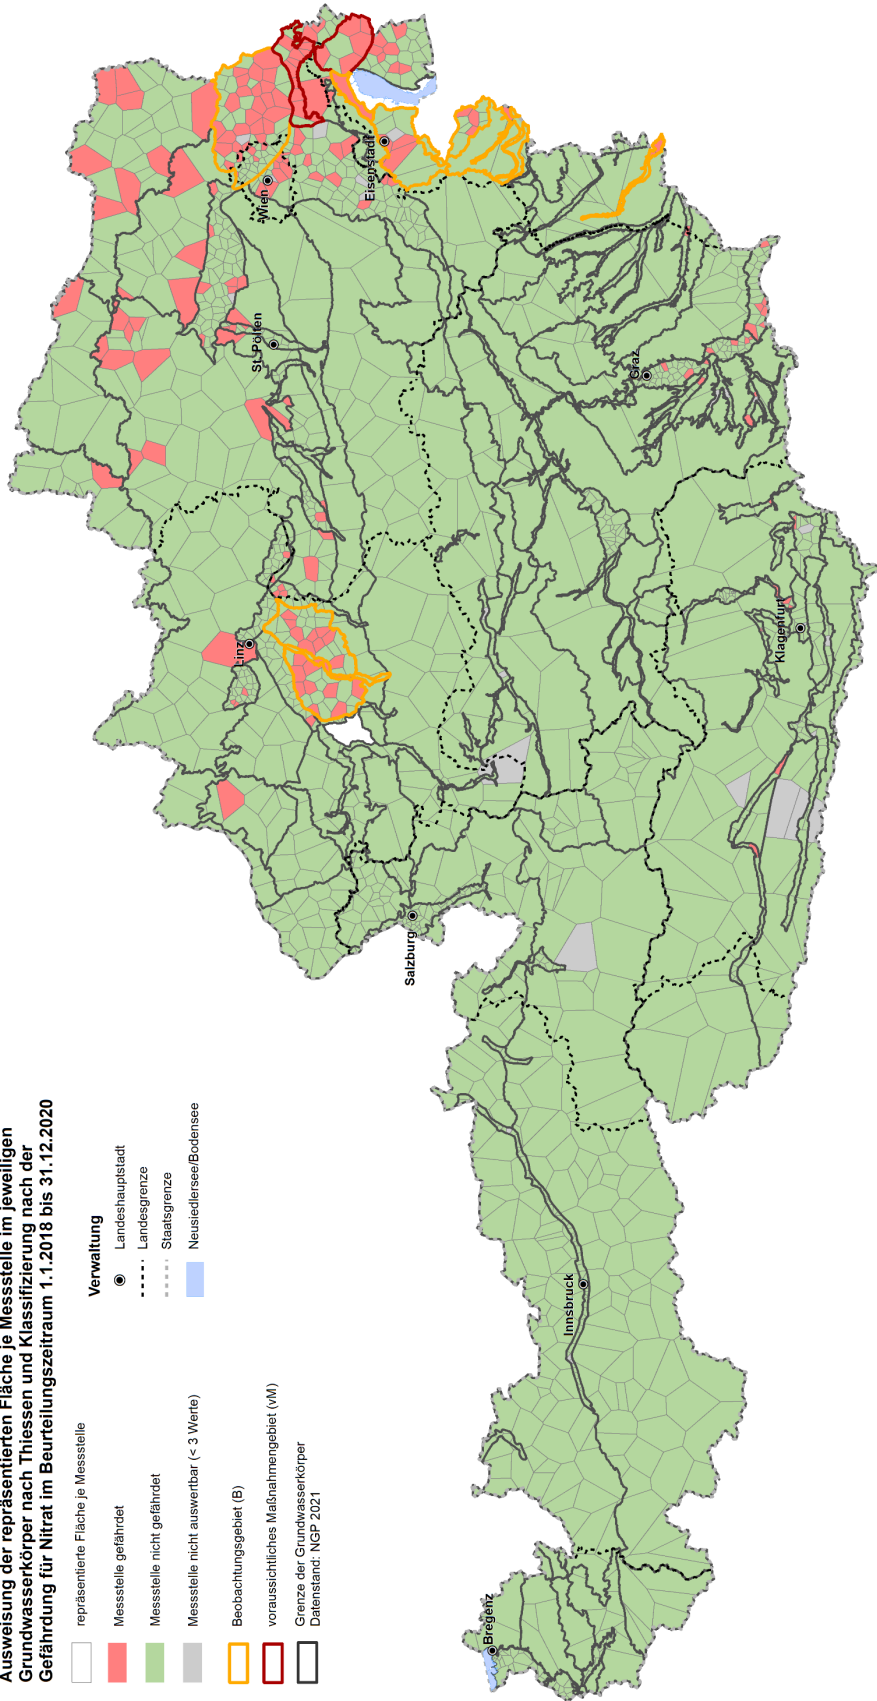 Ausweisung der repräsentierten Fläche je Messstelle im jeweiligen
Grundwasserkörper nach Thiessen und Klassifizierung nach der
Gefährdung für Nitrat im Beurteilungszeitraum 1.1.2018 bis 31.12.2020
repräsentierte Fläche je Messstelle
Messstelle gefährdet
Messstelle nicht gefährdet
Messstelle nicht auswertbar (< 3 Werte)
Beobachtungsgebiet (B)
voraussichtliches Maßnahmengebiet (vM)
Grenze der Grundwasserkörper
Datenstand: NGP 2021
Verwaltung
Landeshauptstadt
Landesgrenze
Staatsgrenze
Neusiedlersee/Bodensee
Linz
St. Pölten
Wien
Eisenstadt
Salzburg
Bregenz
Innsbruck
Graz
Klagenfurt